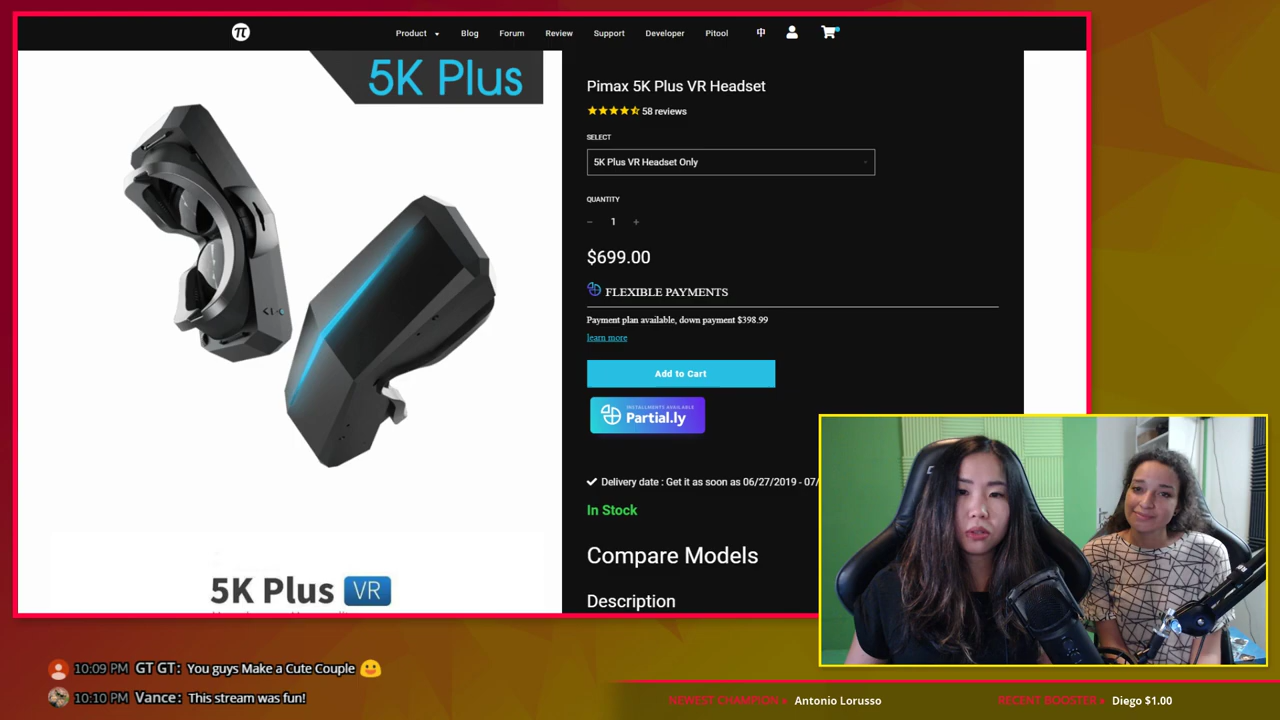 π
Product
Blog
Forum
Review
Support
Developer
Pitool
中
5K Plus
Pimax 5K Plus VR Headset
58 reviews
SELECT
5K Plus VR Headset Only
QUANTITY
− 1 +
$699.00
FLEXIBLE PAYMENTS
Payment plan available, down payment $398.99
learn more
Add to Cart
INSTALLMENTS AVAILABLE
Partial.ly
Delivery date : Get it as soon as 06/27/2019 - 07/
In Stock
Compare Models
5K Plus VR
Description
10:09 PM GT GT: You guys Make a Cute Couple
10:10 PM Vance: This stream was fun!
NEWEST CHAMPION » Antonio Lorusso
RECENT BOOSTER » Diego $1.00